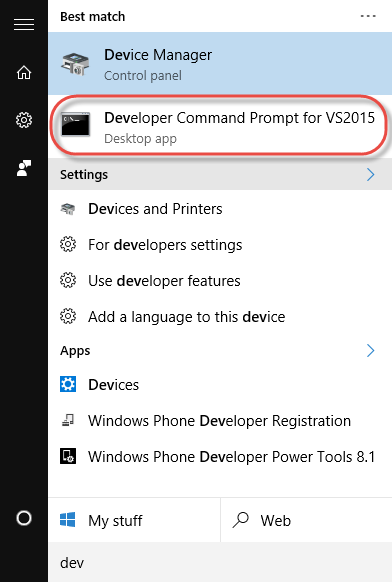 Best match
Device Manager
Control panel
Developer Command Prompt for VS2015
Desktop app
Settings
Devices and Printers
For developers settings
Use developer features
Add a language to this device
Apps
Devices
Windows Phone Developer Registration
Windows Phone Developer Power Tools 8.1
My stuff
Web
dev